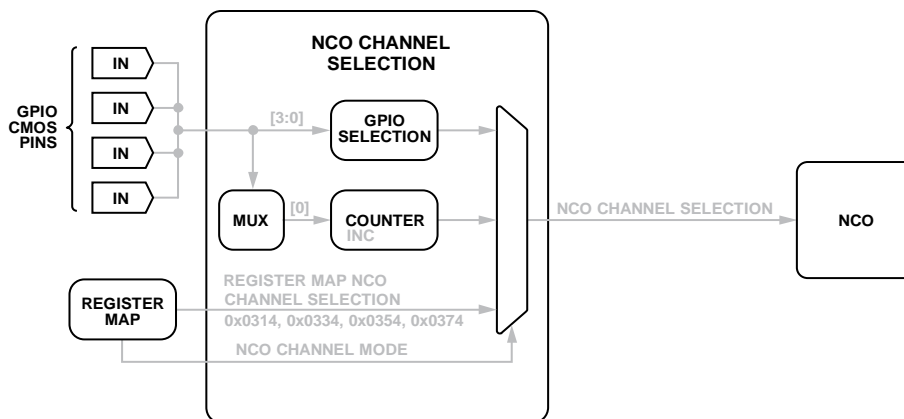 NCO CHANNEL
SELECTION
GPIO
CMOS
PINS
IN
IN
IN
IN
[3:0]
GPIO
SELECTION
MUX
[0]
COUNTER
INC
NCO CHANNEL SELECTION
NCO
REGISTER
MAP
REGISTER MAP NCO
CHANNEL SELECTION
0x0314, 0x0334, 0x0354, 0x0374
NCO CHANNEL MODE